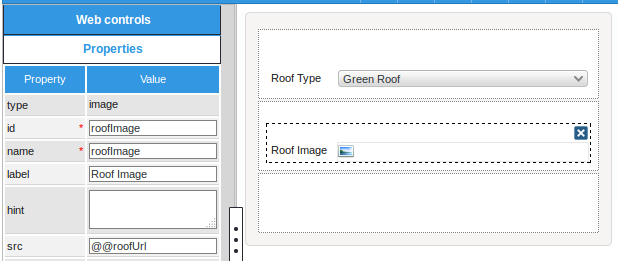 Web controls
Properties
Property Value
type image
id * roofImage
name * roofImage
label Roof Image
hint
src @@roofUrl
Roof Type Green Roof
Roof Image